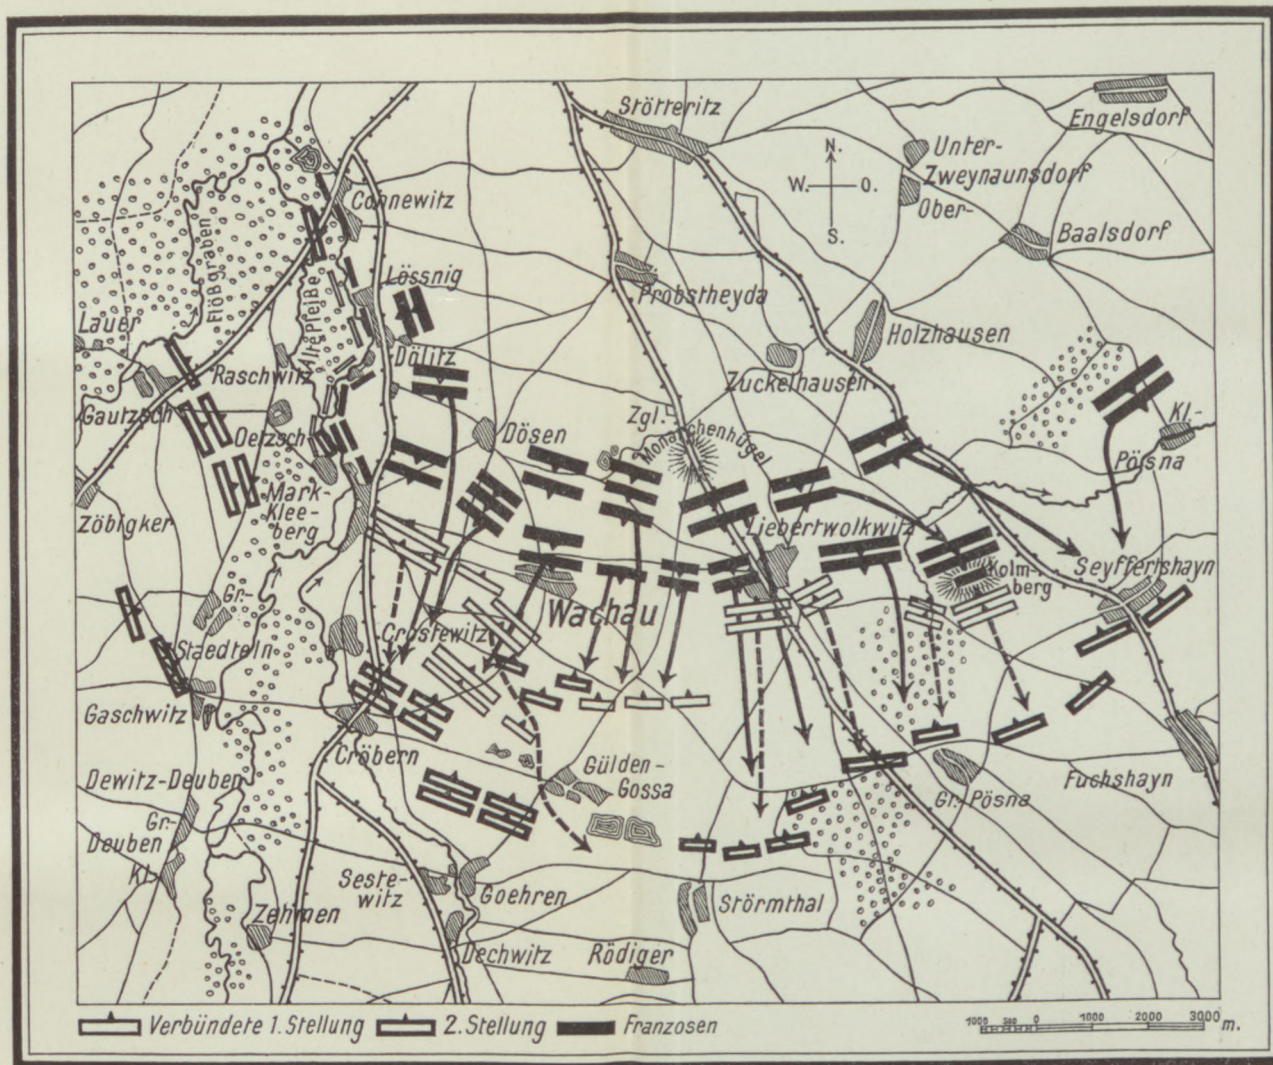 Stötteritz
Engelsdorf
N.
W.
O.
S.
Unter-
Zweynaunsdorf
Ober-
Connewitz
Baalsdorf
Floßgraben
Alte Pleiße
Lössnig
Probstheyda
Lauer
Raschwitz
Dölitz
Holzhausen
Zuckelhausen
Gautzsch
Oetzsch
Dösen
Zgl.
Monarchenhügel
Kl.-
Pösna
Mark-
Klee-
berg
Zöbigker
Liebertwolkwitz
Kolm-
berg
Seyffertshayn
Gr.-
Staedteln
Wachau
Crostewitz
Gaschwitz
Cröbern
Dewitz-Deuben
Gülden-
Gossa
Fuchshayn
Gr.-Pösna
Gr.-
Deuben
Kl.-
Seste-
witz
Goehren
Störmthal
Zehmen
Dechwitz
Rödiger
Verbündete 1. Stellung
2. Stellung
Franzosen
1000 500 0 1000 2000 3000 m.